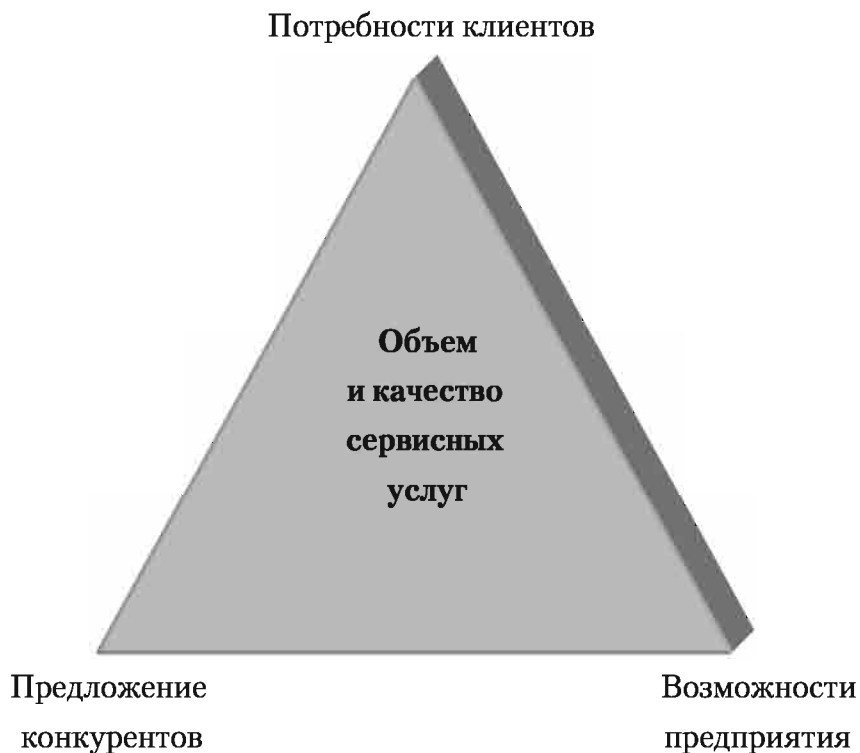 Потребности клиентов
Объем
и качество
сервисных
услуг
Предложение
конкурентов
Возможности
предприятия